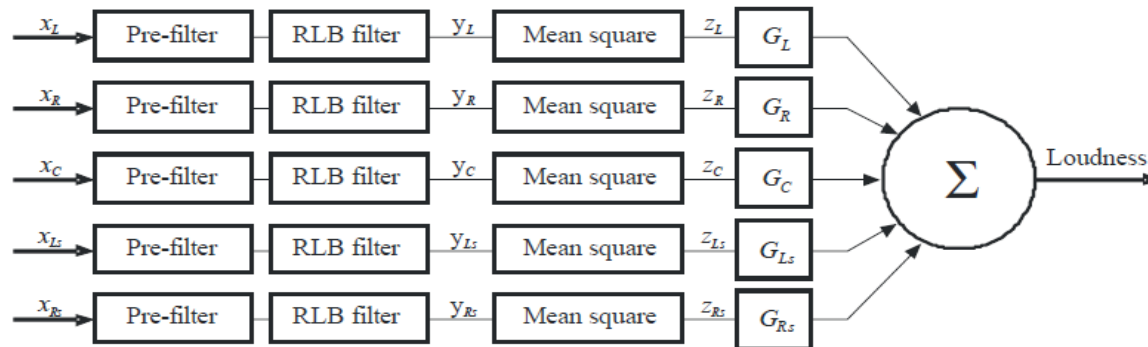 x_L Pre-filter RLB filter y_L Mean square z_L G_L
x_R Pre-filter RLB filter y_R Mean square z_R G_R
x_C Pre-filter RLB filter y_C Mean square z_C G_C
Σ
Loudness
x_Ls Pre-filter RLB filter y_Ls Mean square z_Ls G_Ls
x_Rs Pre-filter RLB filter y_Rs Mean square z_Rs G_Rs